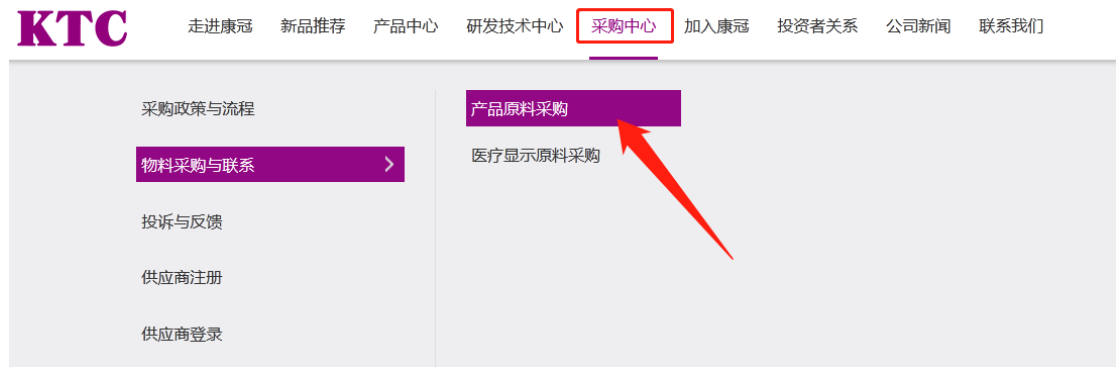 KTC 走进康冠 新品推荐 产品中心 研发技术中心 采购中心 加入康冠 投资者关系 公司新闻 联系我们
采购政策与流程 产品原料采购
物料采购与联系 医疗显示原料采购
投诉与反馈
供应商注册
供应商登录